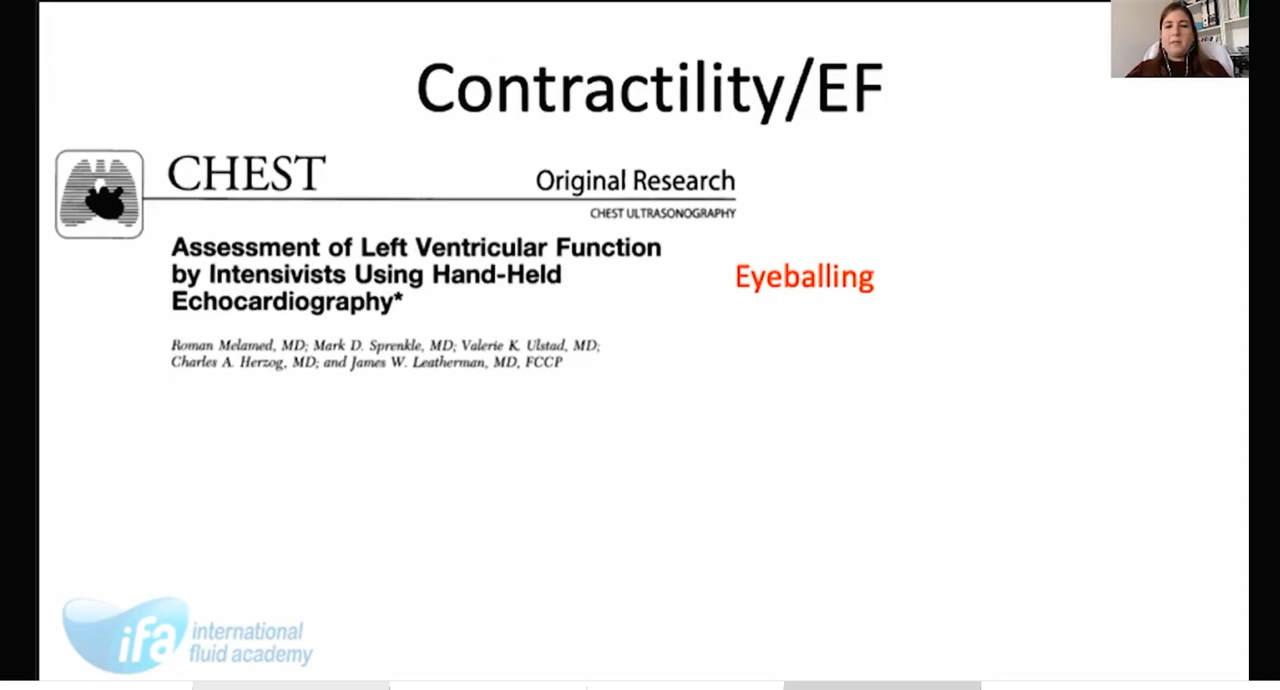 Contractility/EF
CHEST
Original Research
CHEST ULTRASONOGRAPHY
Assessment of Left Ventricular Function
by Intensivists Using Hand-Held
Echocardiography*
Eyeballing
Roman Melamed, MD; Mark D. Sprenkle, MD; Valerie K. Ulstad, MD;
Charles A. Herzog, MD; and James W. Leatherman, MD, FCCP
ifa international
fluid academy